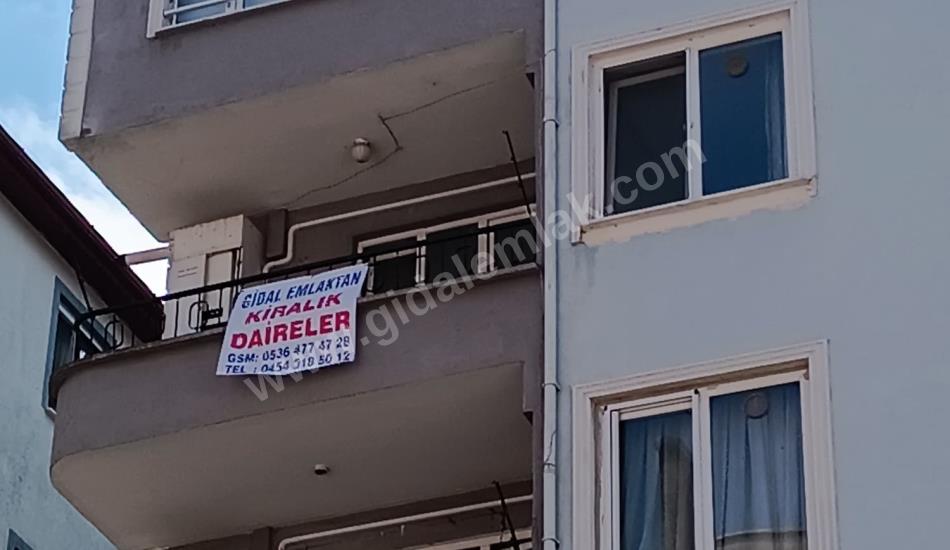 GİDAL EMLAKTAN
KİRALIK
DAİRELER
GSM: 0536 477 47 28
TEL : 0454 318 50 12
www.gidalemlak.com